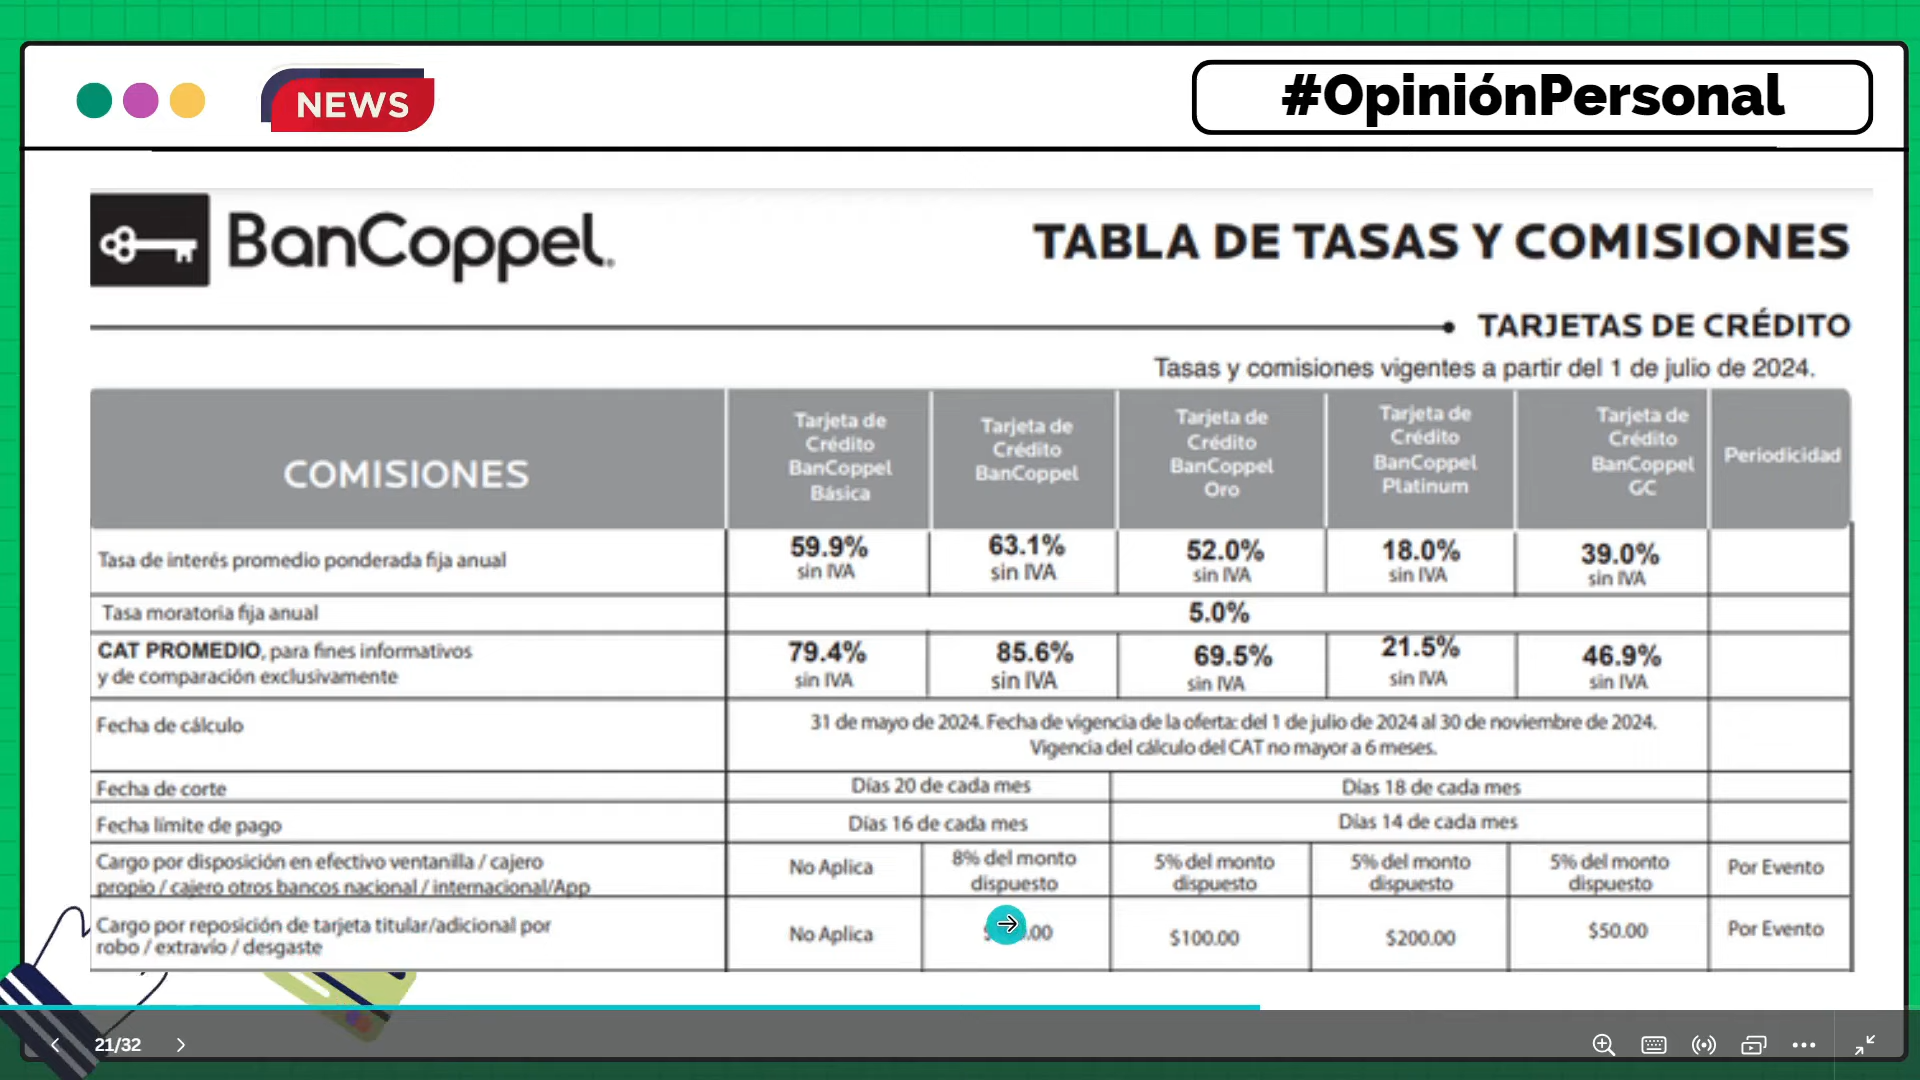 NEWS
#OpiniónPersonal
BanCoppel.
TABLA DE TASAS Y COMISIONES
TARJETAS DE CRÉDITO
Tasas y comisiones vigentes a partir del 1 de julio de 2024.
COMISIONES
Tarjeta de
Crédito
BanCoppel
Básica
Tarjeta de
Crédito
BanCoppel
Tarjeta de
Crédito
BanCoppel
Oro
Tarjeta de
Crédito
BanCoppel
Platinum
Tarjeta de
Crédito
BanCoppel
GC
Periodicidad
Tasa de interés promedio ponderada fija anual
59.9%
sin IVA
63.1%
sin IVA
52.0%
sin IVA
18.0%
sin IVA
39.0%
sin IVA
Tasa moratoria fija anual
5.0%
CAT PROMEDIO, para fines informativos
y de comparación exclusivamente
79.4%
sin IVA
85.6%
sin IVA
69.5%
sin IVA
21.5%
sin IVA
46.9%
sin IVA
Fecha de cálculo
31 de mayo de 2024. Fecha de vigencia de la oferta: del 1 de julio de 2024 al 30 de noviembre de 2024.
Vigencia del cálculo del CAT no mayor a 6 meses.
Fecha de corte
Días 20 de cada mes
Días 18 de cada mes
Fecha límite de pago
Días 16 de cada mes
Días 14 de cada mes
Cargo por disposición en efectivo ventanilla / cajero
propio / cajero otros bancos nacional / internacional/App
No Aplica
8% del monto
dispuesto
5% del monto
dispuesto
5% del monto
dispuesto
5% del monto
dispuesto
Por Evento
Cargo por reposición de tarjeta titular/adicional por
robo / extravío / desgaste
No Aplica
$100.00
$200.00
$50.00
Por Evento
21/32